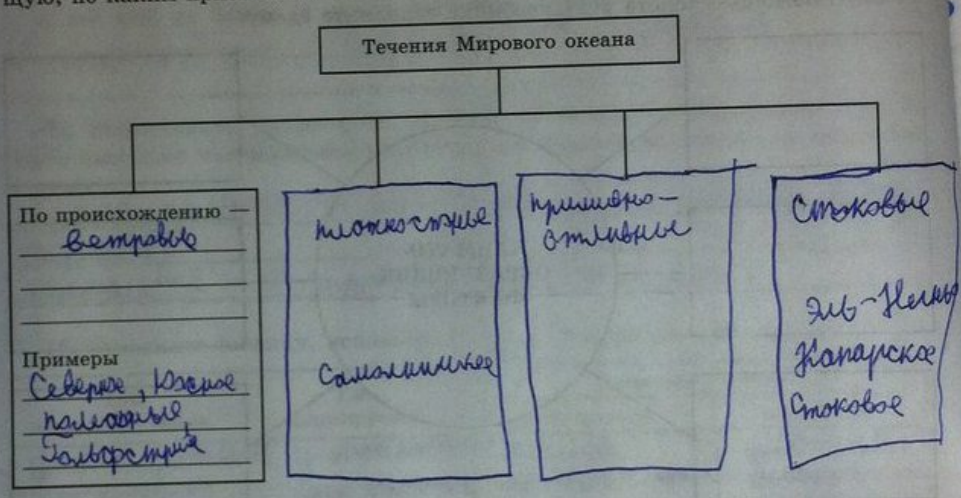 Течения Мирового океана
По происхождению —
ветровые
Примеры
Северное, Южное
пассатные,
Гольфстрим
плотностные
приливно-
отливные
Стоковые
Эль-Ниньо
Канарское
Стоковое